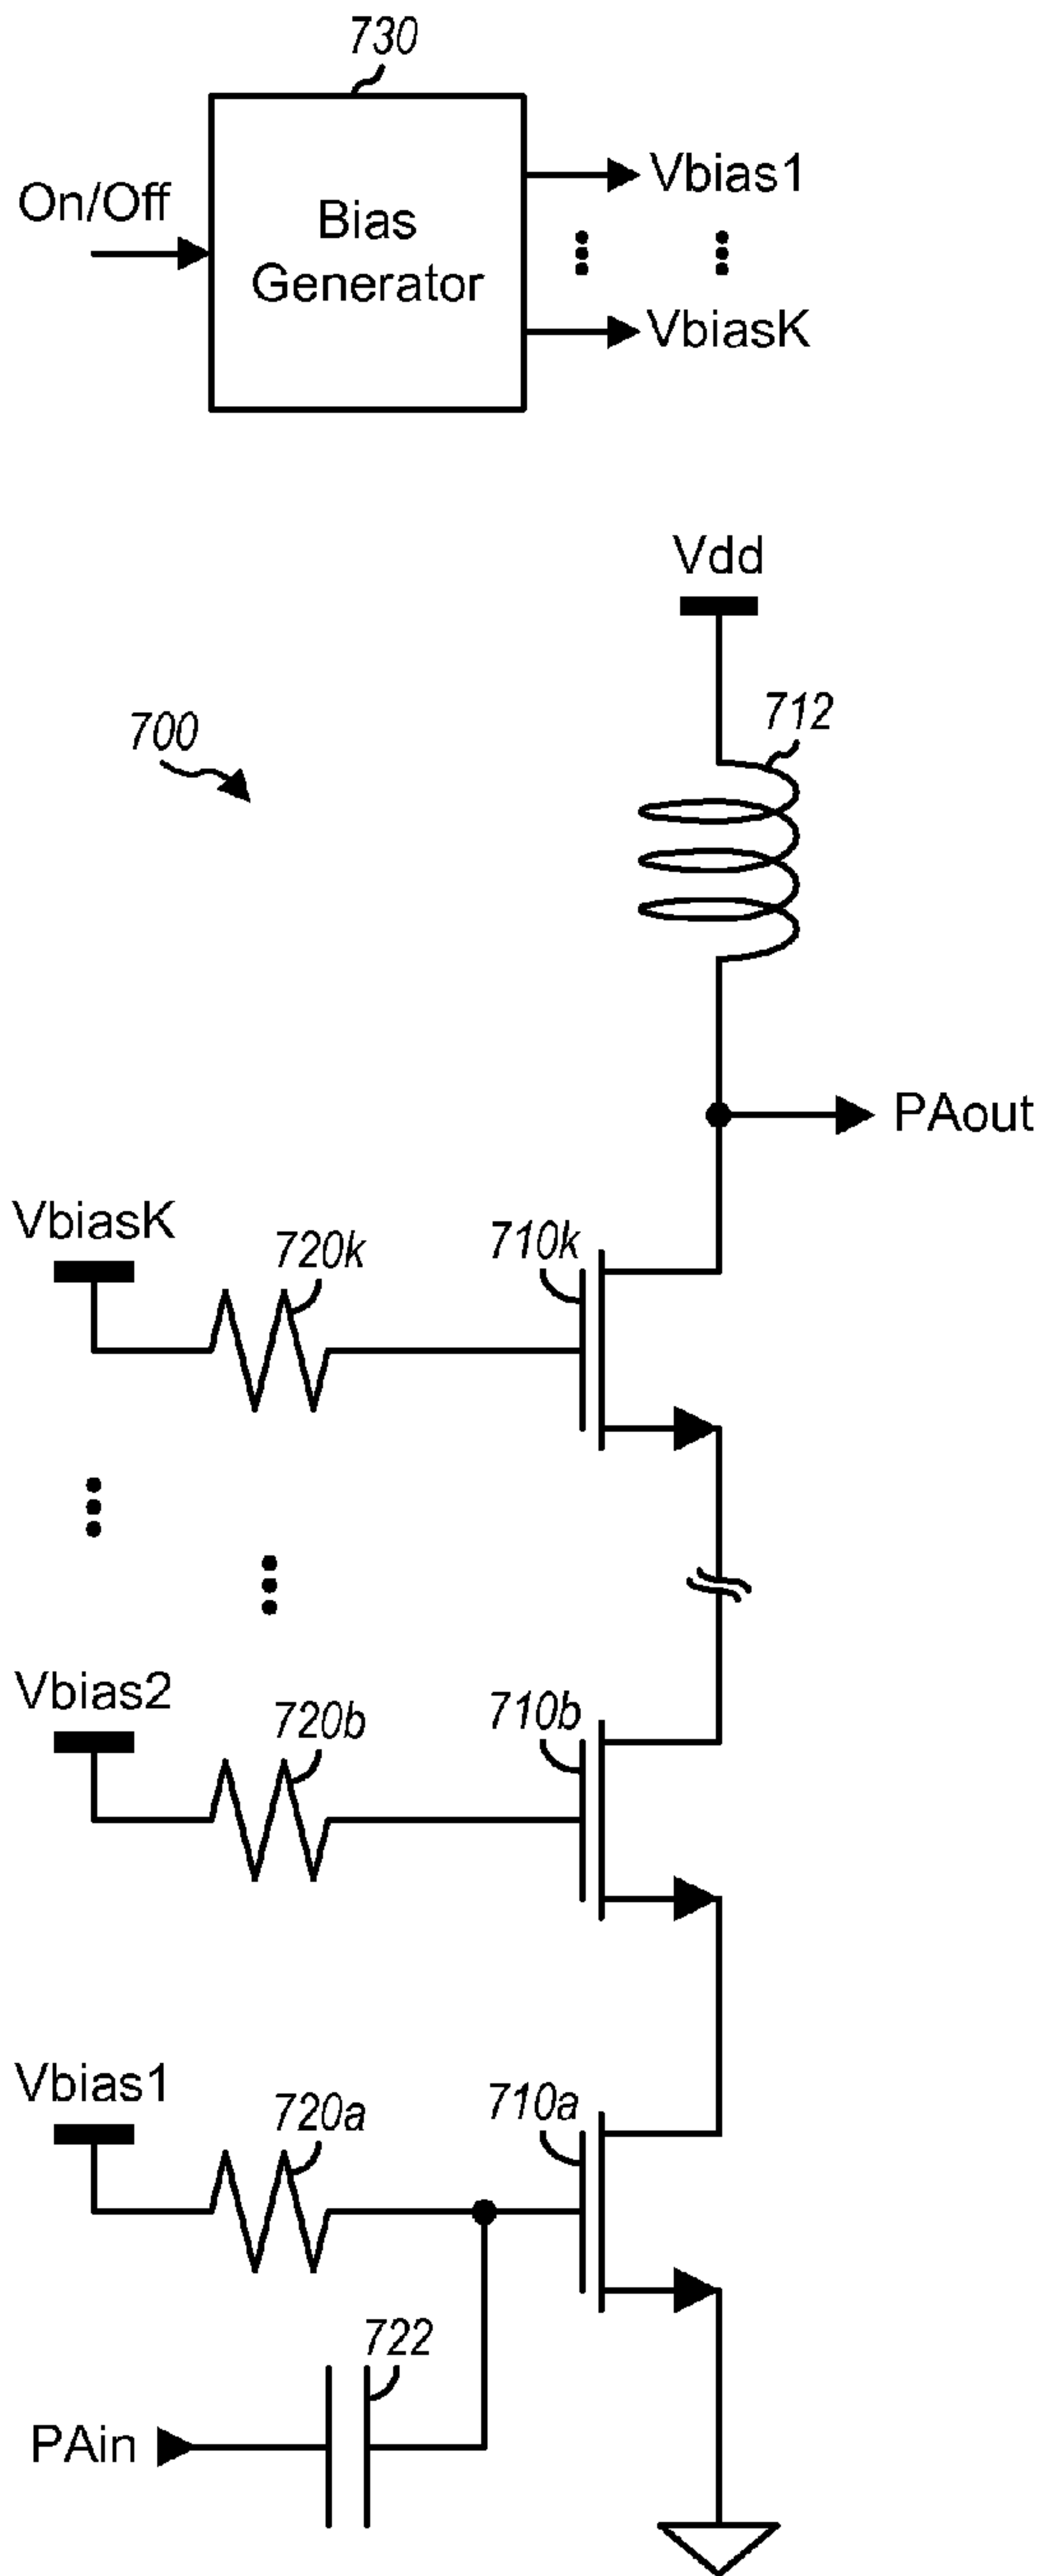 730
On/Off
Bias
Generator
Vbias1
VbiasK
Vdd
712
700
PAout
VbiasK
720k
710k
Vbias2
720b
710b
Vbias1
720a
710a
722
PAin